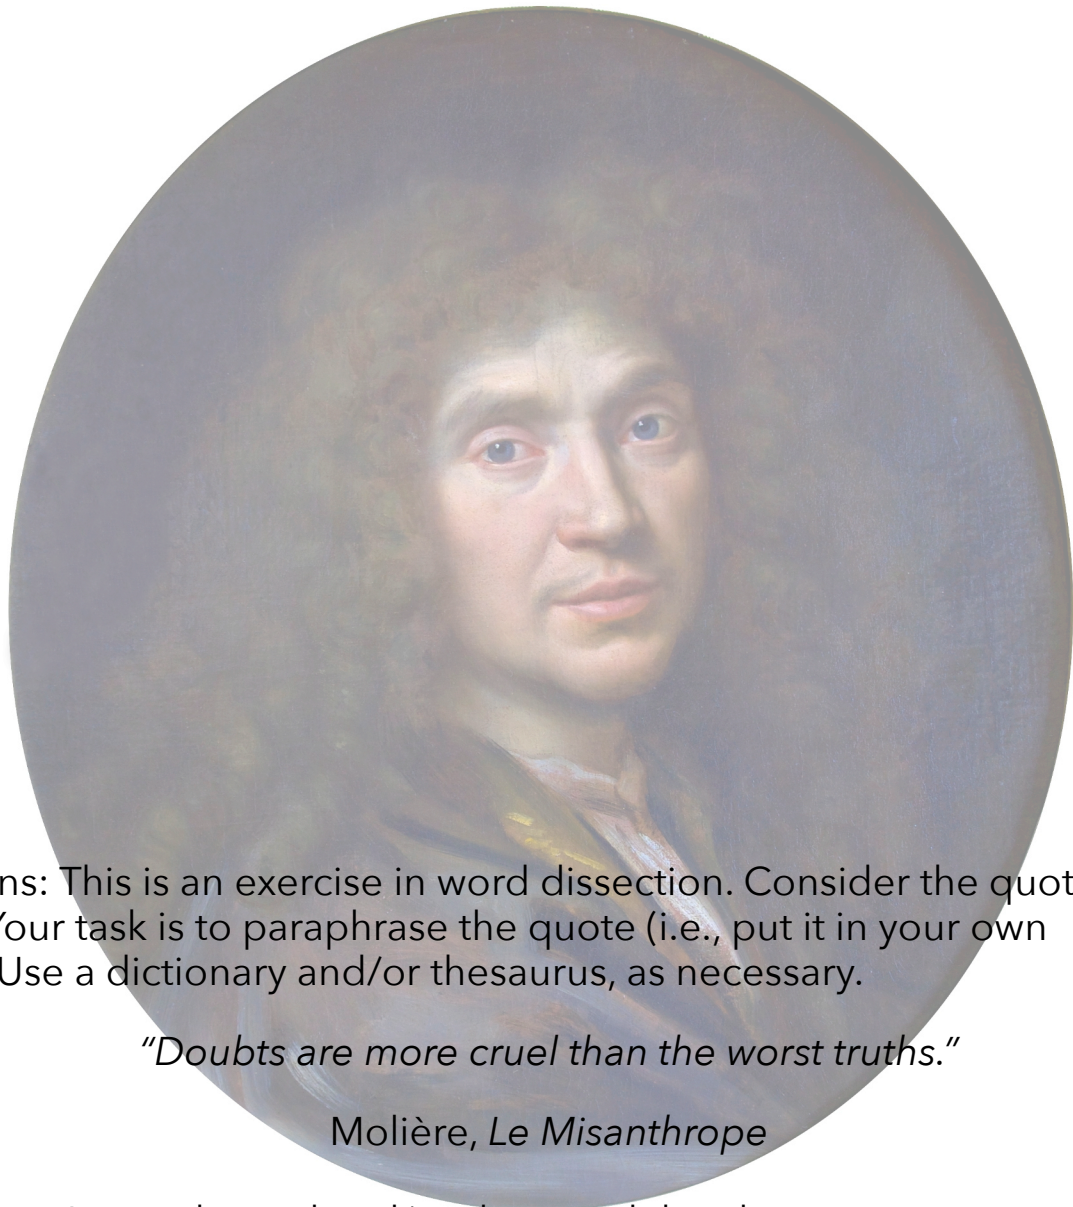 ns: This is an exercise in word dissection. Consider the quot
Your task is to paraphrase the quote (i.e., put it in your own
Use a dictionary and/or thesaurus, as necessary.
“Doubts are more cruel than the worst truths.”
Molière, Le Misanthrope